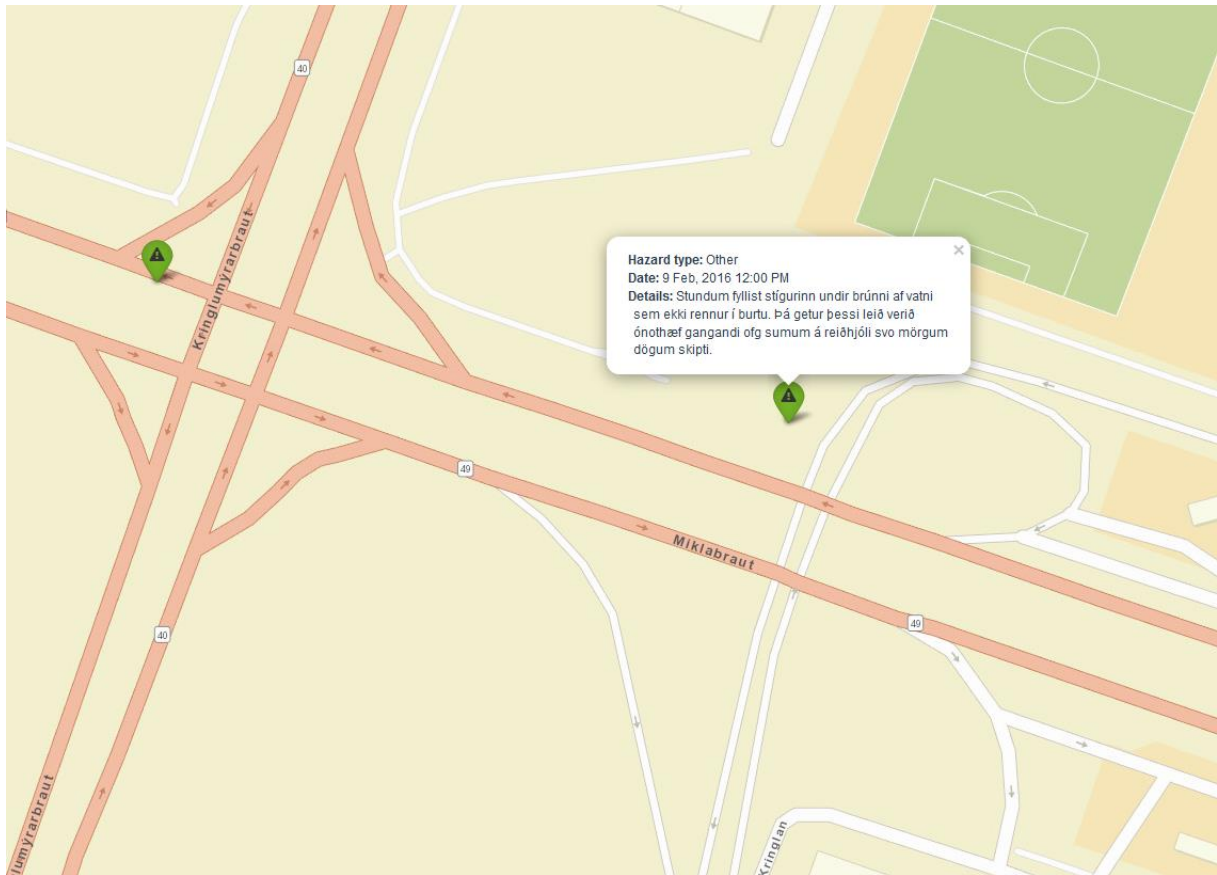 40
Kringlumýrarbraut
×
Hazard type: Other
Date: 9 Feb, 2016 12:00 PM
Details: Stundum fyllist stígurinn undir brúnni af vatni
sem ekki rennur í burtu. Þá getur þessi leið verið
ónothæf gangandi ofg sumum á reiðhjóli svo mörgum
dögum skipti.
49
Miklabraut
49
40
lumýrarbraut
Kringlan